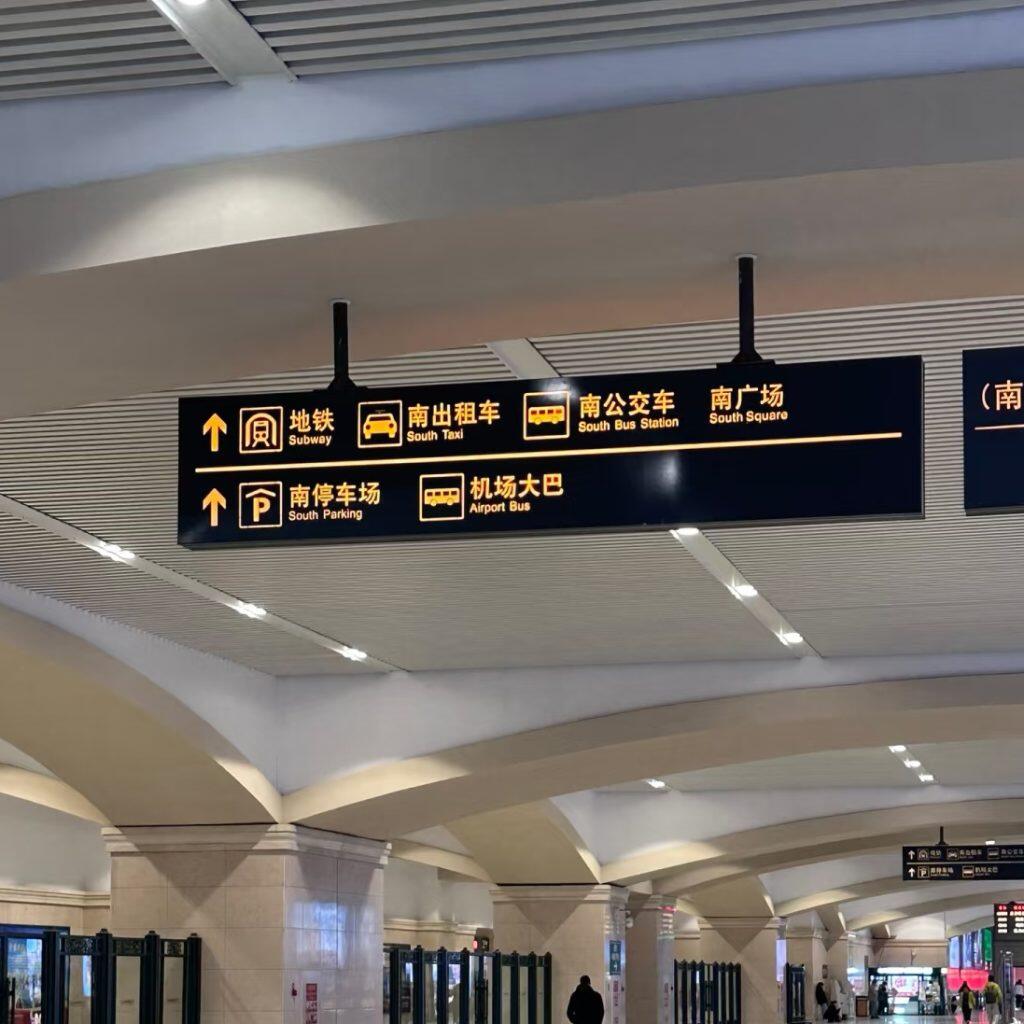 地铁 南出租车 南公交车 南广场
Subway South Taxi South Bus Station South Square
P 南停车场 机场大巴
South Parking Airport Bus
(南